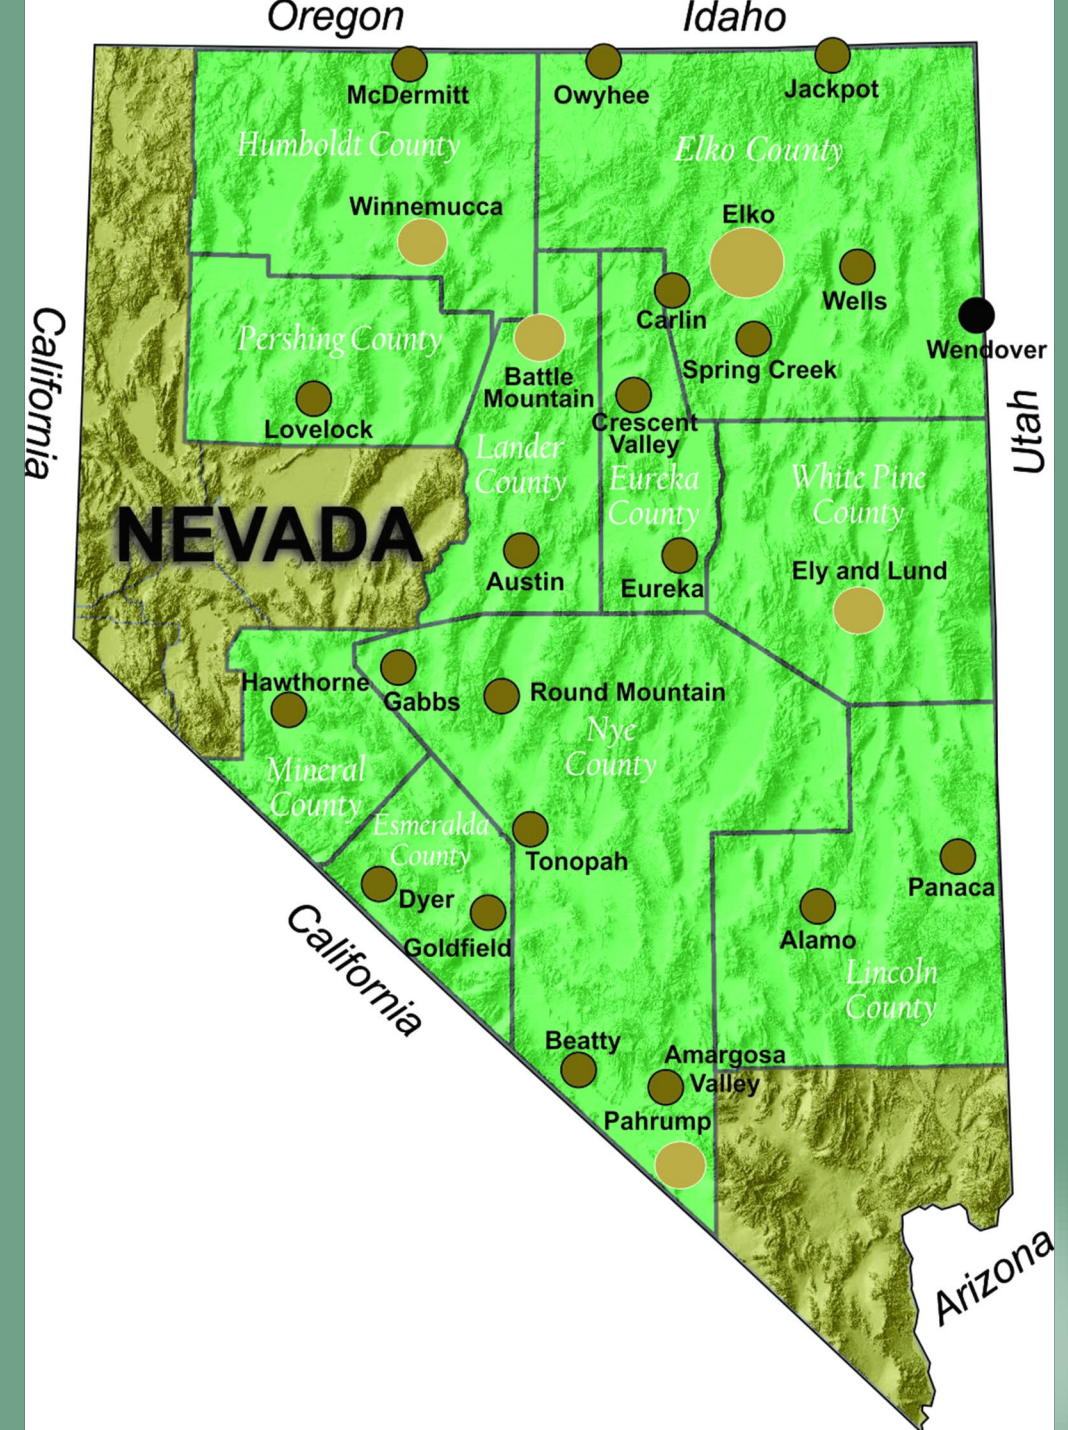 Oregon
Idaho
McDermitt
Owyhee
Jackpot
Humboldt County
Elko County
Winnemucca
Elko
Wells
Carlin
California
Pershing County
Wendover
Spring Creek
Battle
Mountain
Utah
Lovelock
Crescent
Valley
Lander
County
Eureka
County
White Pine
County
NEVADA
Austin
Eureka
Ely and Lund
Hawthorne
Gabbs
Round Mountain
Nye
County
Mineral
County
Esmeralda
County
Tonopah
Panaca
Dyer
Goldfield
Alamo
California
Lincoln
County
Beatty
Amargosa
Valley
Pahrump
Arizona